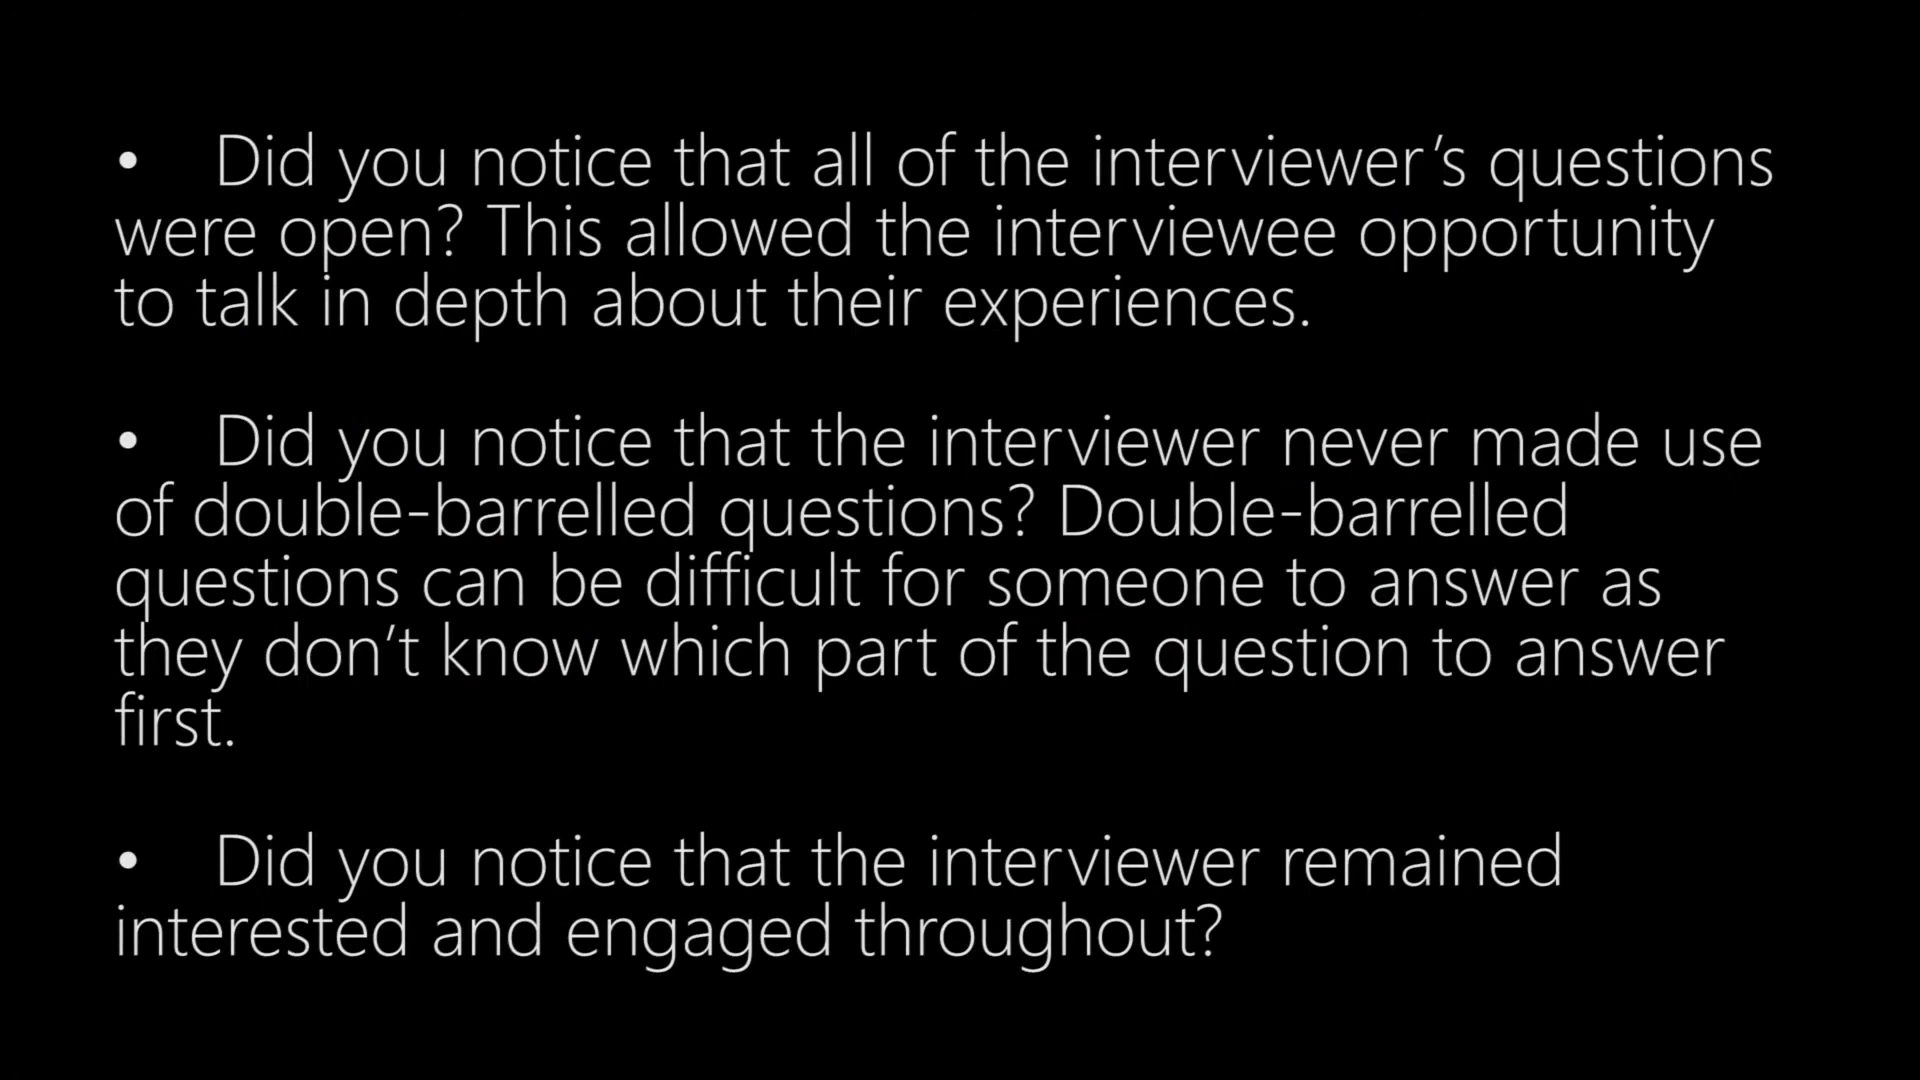 • Did you notice that all of the interviewer’s questions
were open? This allowed the interviewee opportunity
to talk in depth about their experiences.
• Did you notice that the interviewer never made use
of double-barrelled questions? Double-barrelled
questions can be difficult for someone to answer as
they don’t know which part of the question to answer
first.
• Did you notice that the interviewer remained
interested and engaged throughout?